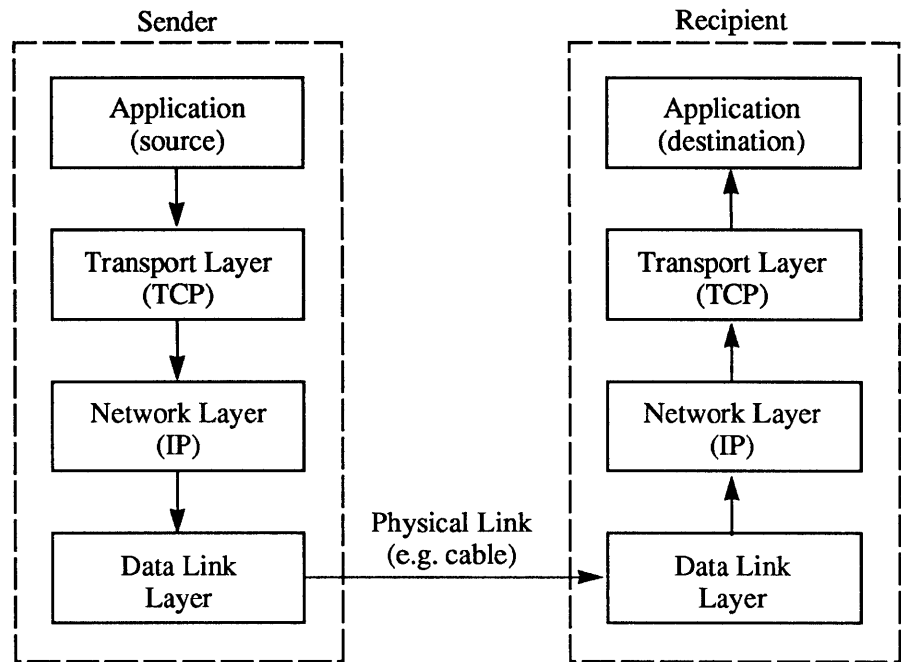 Sender
Application
(source)
Transport Layer
(TCP)
Network Layer
(IP)
Data Link
Layer
Physical Link
(e.g. cable)
Recipient
Application
(destination)
Transport Layer
(TCP)
Network Layer
(IP)
Data Link
Layer